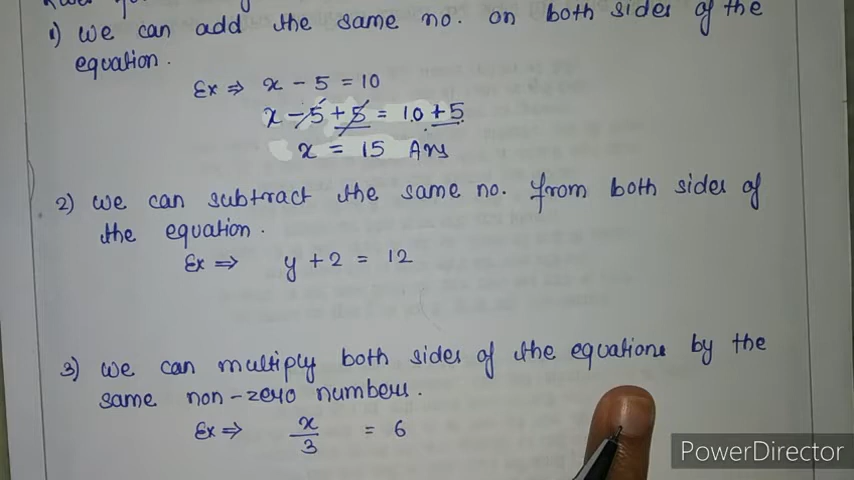 1) we can add the same no. on both sides of the
equation.
Ex ⇒ x - 5 = 10
x - 5 + 5 = 10 + 5
x = 15 Ans
2) we can subtract the same no. from both sides of
the equation.
Ex ⇒ y + 2 = 12
3) we can multiply both sides of the equations by the
same non-zero numbers.
Ex ⇒ x/3 = 6
PowerDirector